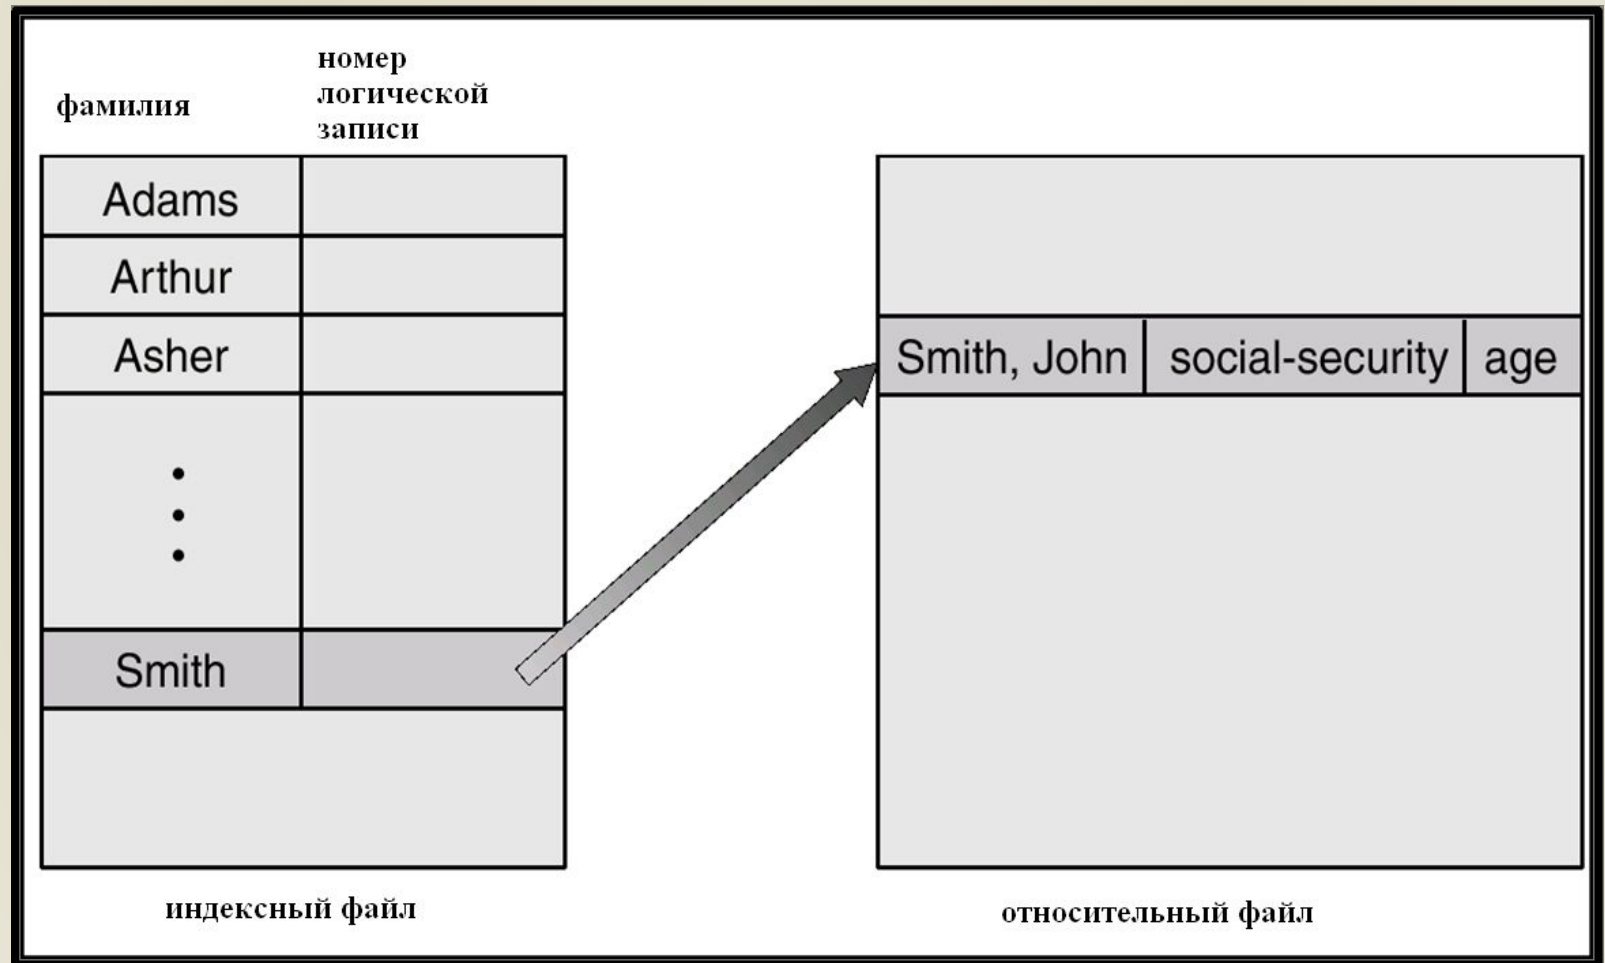 фамилия
номер
логической
записи
Adams
Arthur
Asher
Smith
Smith, John social-security age
индексный файл
относительный файл